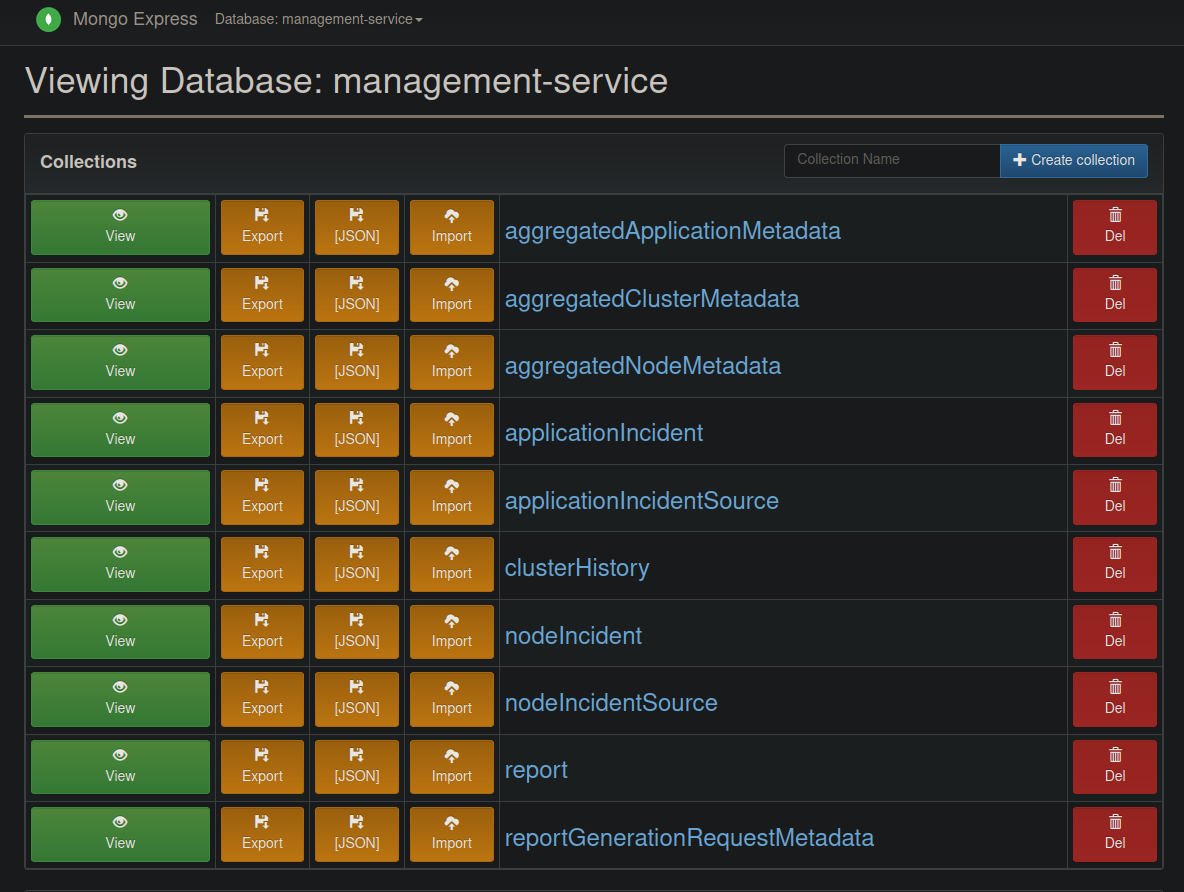 Mongo Express Database: management-service
Viewing Database: management-service
Collections Collection Name Create collection
View Export [JSON] Import aggregatedApplicationMetadata Del
View Export [JSON] Import aggregatedClusterMetadata Del
View Export [JSON] Import aggregatedNodeMetadata Del
View Export [JSON] Import applicationIncident Del
View Export [JSON] Import applicationIncidentSource Del
View Export [JSON] Import clusterHistory Del
View Export [JSON] Import nodeIncident Del
View Export [JSON] Import nodeIncidentSource Del
View Export [JSON] Import report Del
View Export [JSON] Import reportGenerationRequestMetadata Del